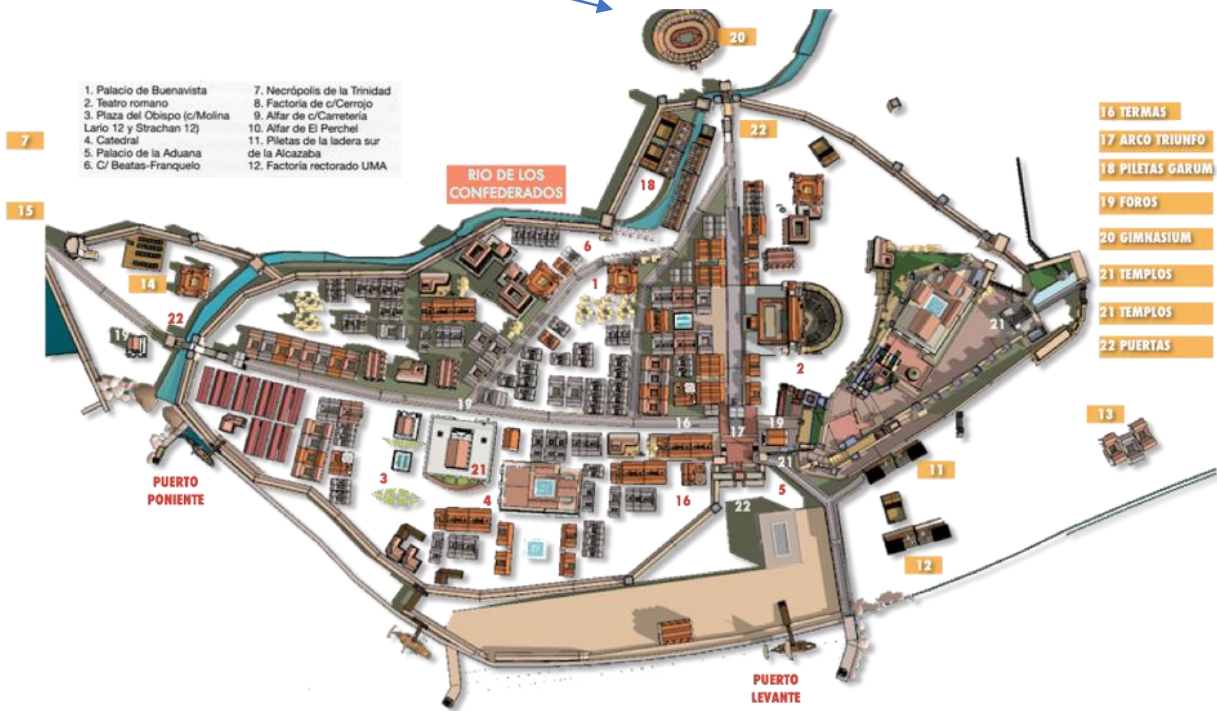 1. Palacio de Buenavista
2. Teatro romano
3. Plaza del Obispo (c/Molina
Lario 12 y Strachan 12)
4. Catedral
5. Palacio de la Aduana
6. C/ Beatas-Franquelo
7. Necrópolis de la Trinidad
8. Factoría de c/Cerrojo
9. Alfar de c/Carretería
10. Alfar de El Perchel
11. Piletas de la ladera sur
de la Alcazaba
12. Factoría rectorado UMA
20
7
22
16 TERMAS
17 ARCO TRIUNFO
18 PILETAS GARUM
19 FOROS
20 GIMNASIUM
21 TEMPLOS
21 TEMPLOS
22 PUERTAS
RIO DE LOS
CONFEDERADOS
18
15
6
14
1
22
19
21
2
19
16
17
19
13
21
3
4
16
21
11
5
22
PUERTO
PONIENTE
12
PUERTO
LEVANTE